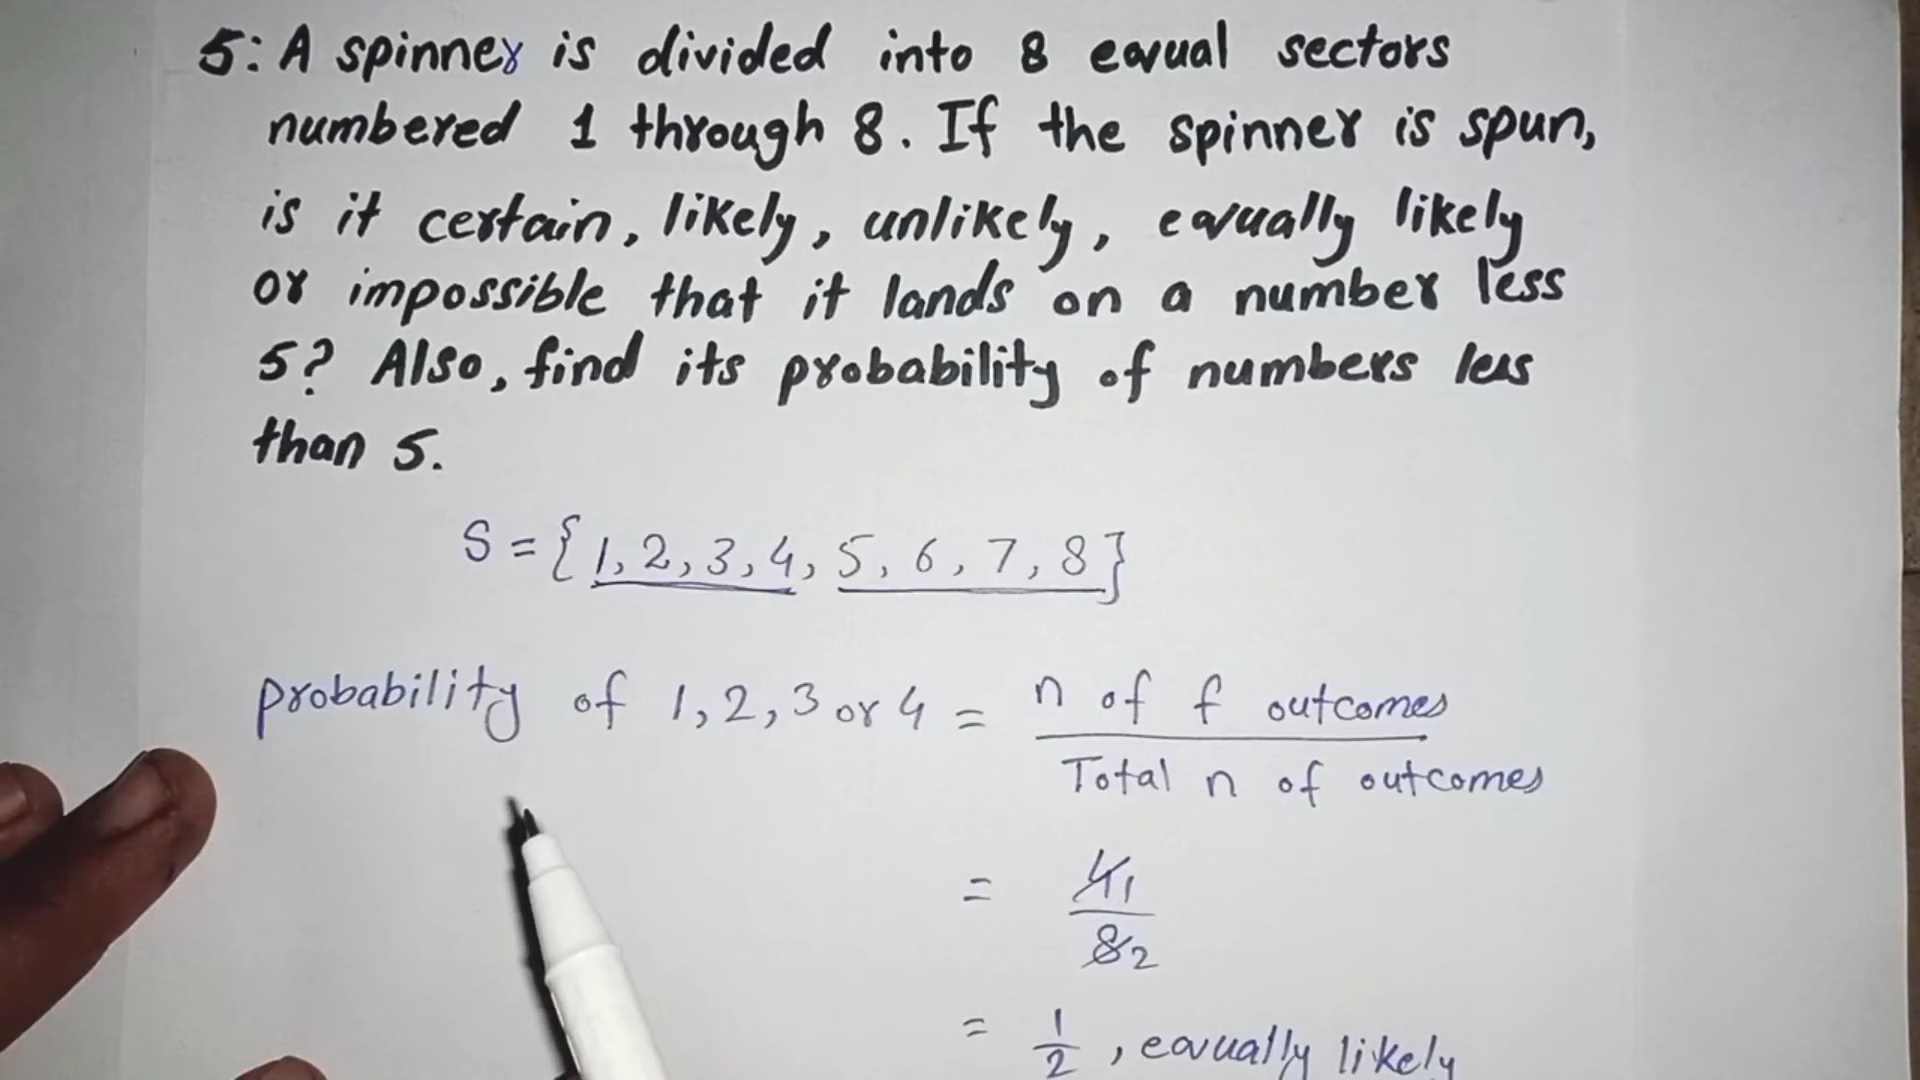 5: A spinner is divided into 8 equal sectors
numbered 1 through 8. If the spinner is spun,
is it certain, likely, unlikely, equally likely
or impossible that it lands on a number less
5? Also, find its probability of numbers less
than 5.
S = {1, 2, 3, 4, 5, 6, 7, 8}
probability of 1, 2, 3 or 4 = n of f outcomes
Total n of outcomes
= 4 1
8 2
= 1/2, equally likely